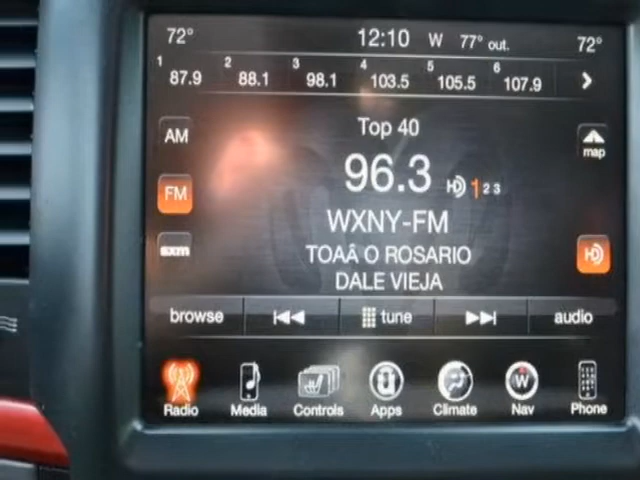 72° 12:10 W 77° out. 72°
1 87.9 2 88.1 3 98.1 4 103.5 5 105.5 6 107.9
AM Top 40 map
FM 96.3 HD 1 2 3
WXNY-FM
sxm TOAÂ O ROSARIO HD
DALE VIEJA
browse tune audio
Radio Media Controls Apps Climate W Nav Phone